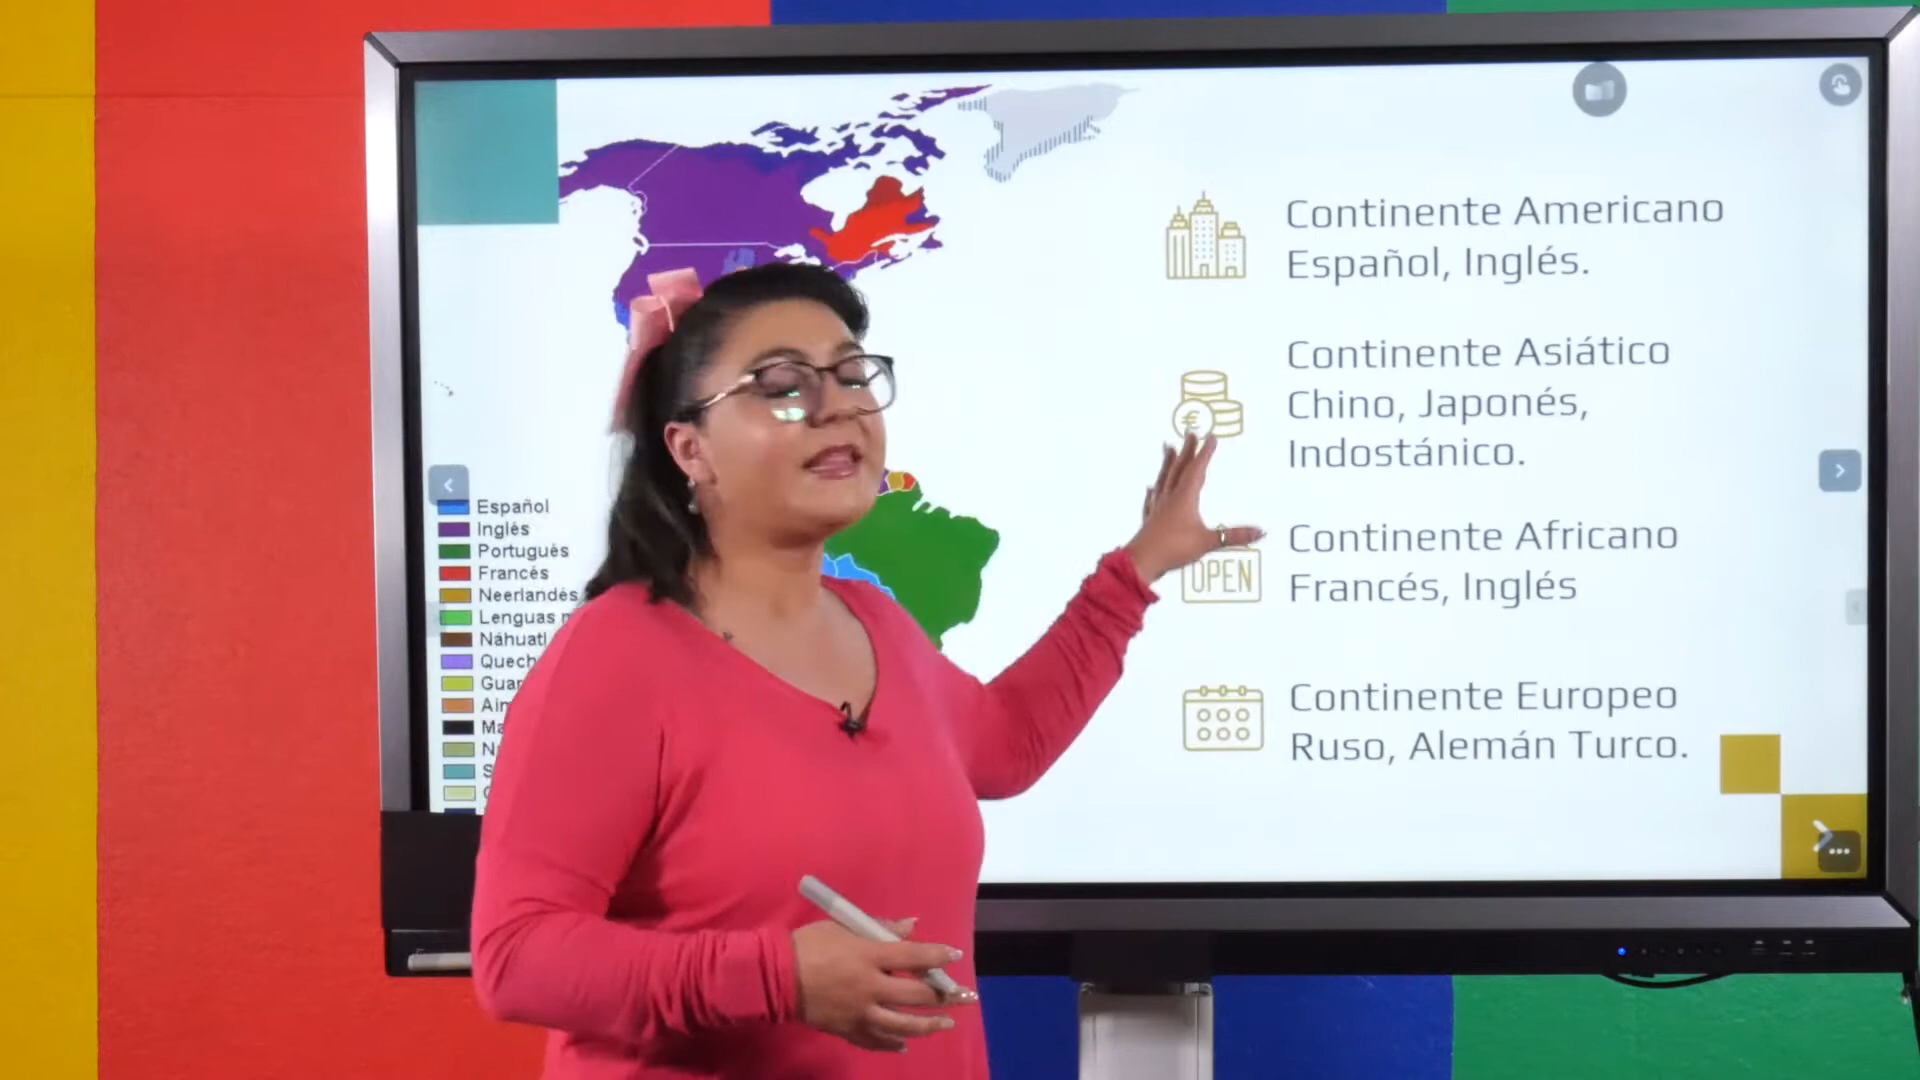 Continente Americano
Español, Inglés.
Continente Asiático
Chino, Japonés,
Indostánico.
OPEN
Continente Africano
Francés, Inglés
Continente Europeo
Ruso, Alemán Turco.
Español
Inglés
Portugués
Francés
Neerlandés
Lenguas
Náhuatl